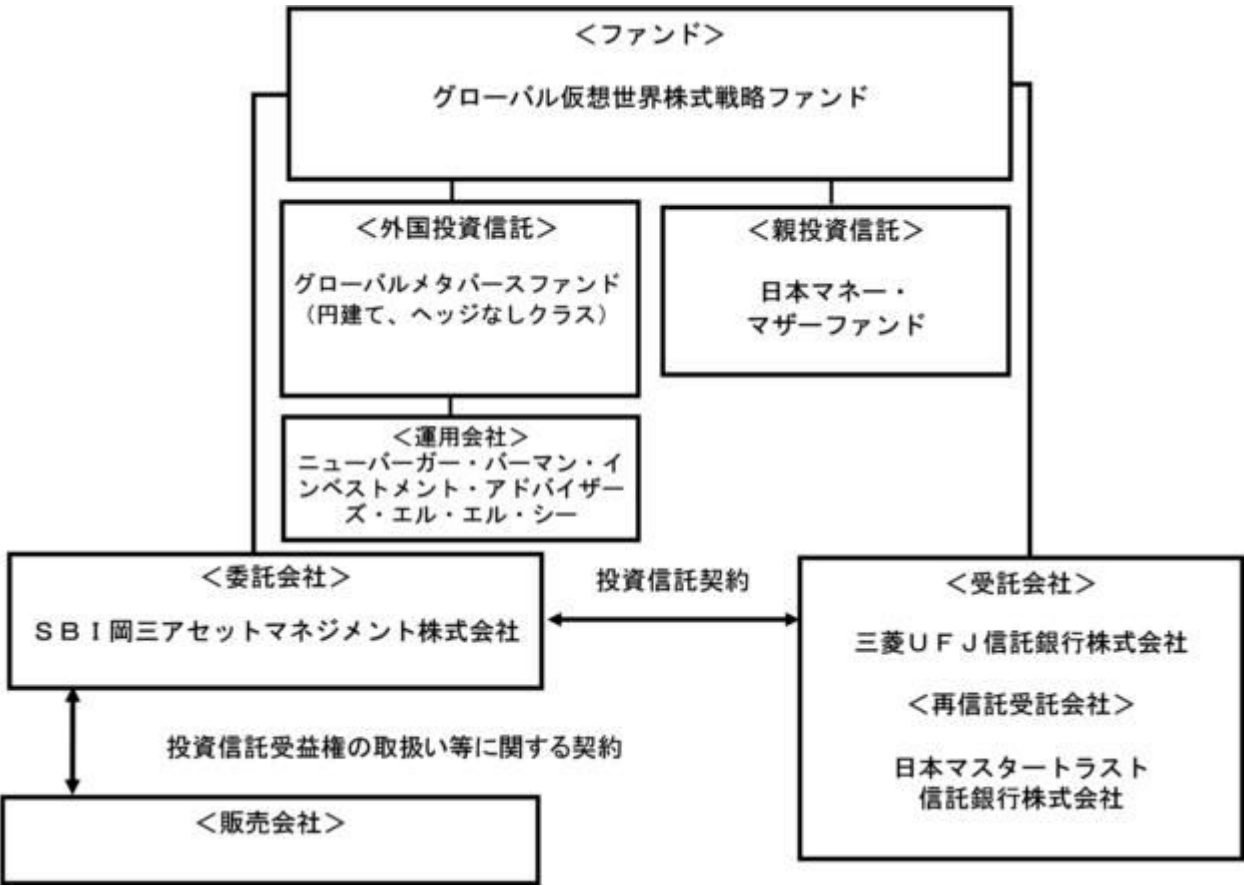 ＜ファンド＞
グローバル仮想世界株式戦略ファンド
＜外国投資信託＞
グローバルメタバースファンド
（円建て、ヘッジなしクラス）
＜親投資信託＞
日本マネー・
マザーファンド
＜運用会社＞
ニューバーガー・バーマン・イ
ンベストメント・アドバイザー
ズ・エル・エル・シー
＜委託会社＞
ＳＢＩ岡三アセットマネジメント株式会社
投資信託契約
＜受託会社＞
三菱ＵＦＪ信託銀行株式会社
＜再信託受託会社＞
日本マスタートラスト
信託銀行株式会社
投資信託受益権の取扱い等に関する契約
＜販売会社＞